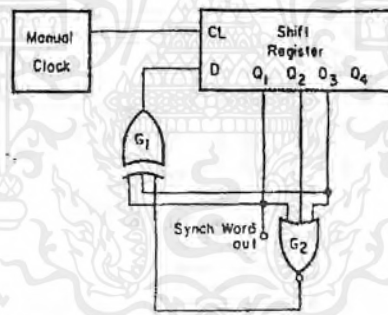 Manual
Clock
CL
Shift
Register
D
Q1 Q2 Q3 Q4
G1
Synch Word
out
G2